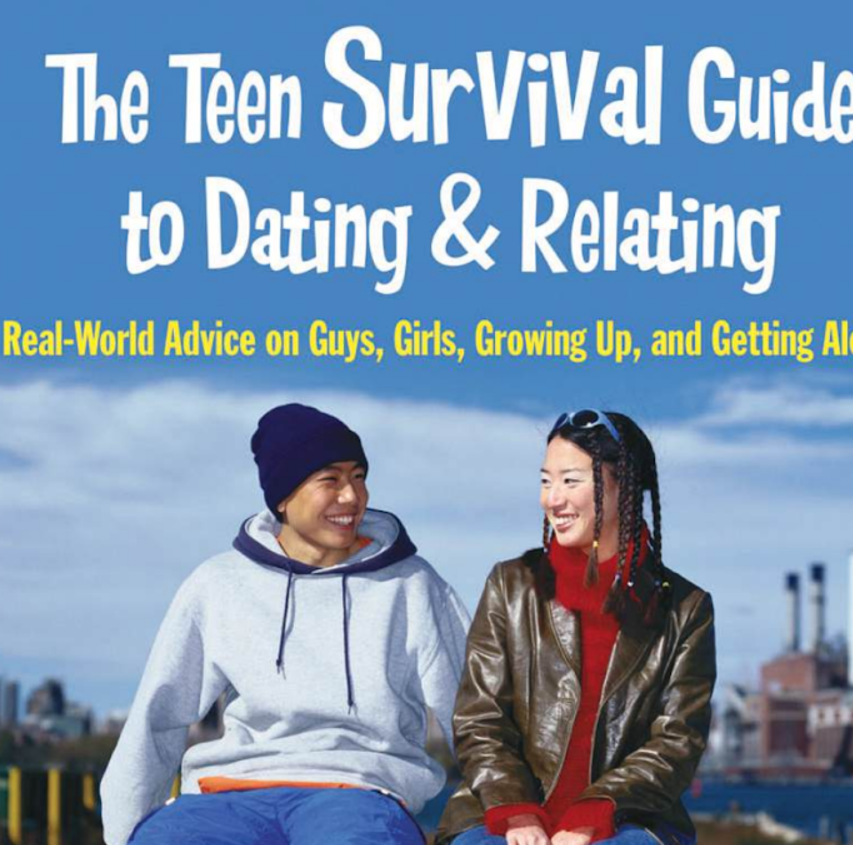 The Teen Survival Guide
to Dating & Relating
Real-World Advice on Guys, Girls, Growing Up, and Getting